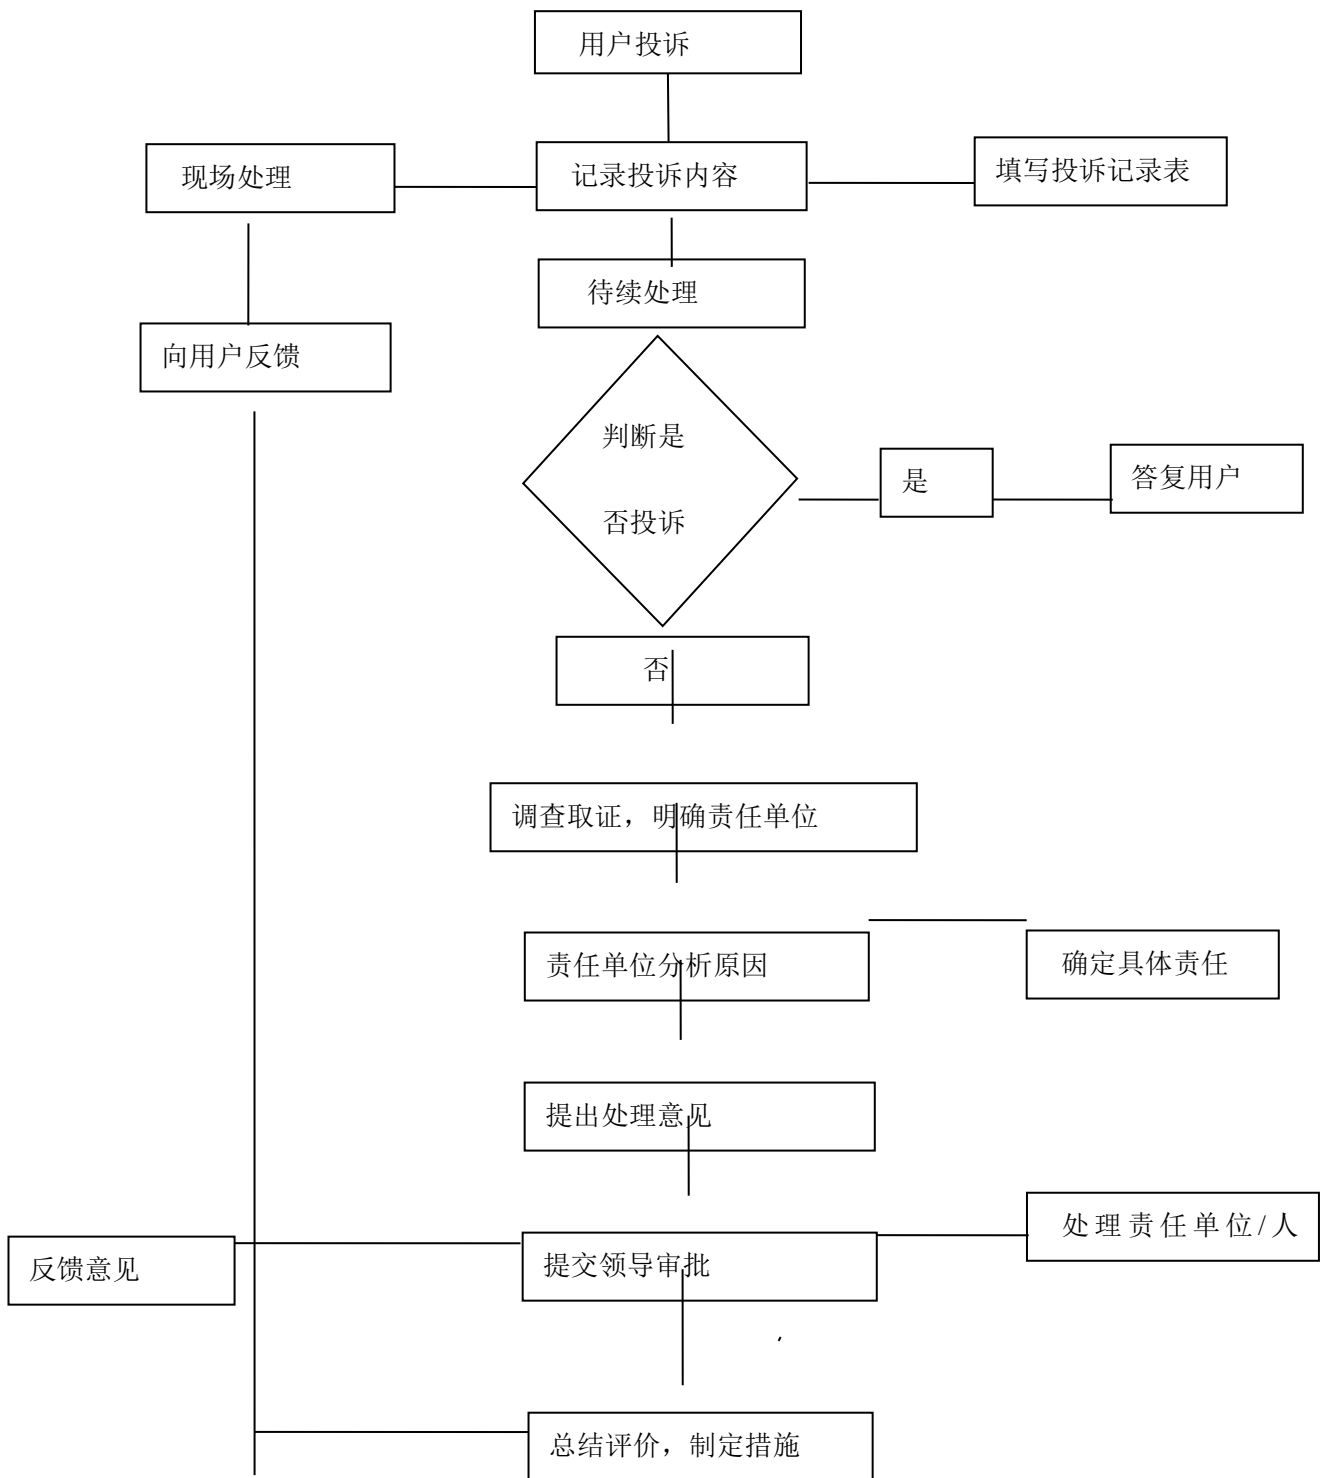 用户投诉
现场处理
记录投诉内容
填写投诉记录表
待续处理
向用户反馈
判断是
否投诉
是
答复用户
否
调查取证，明确责任单位
责任单位分析原因
确定具体责任
提出处理意见
处理责任单位/人
反馈意见
提交领导审批
，
总结评价，制定措施